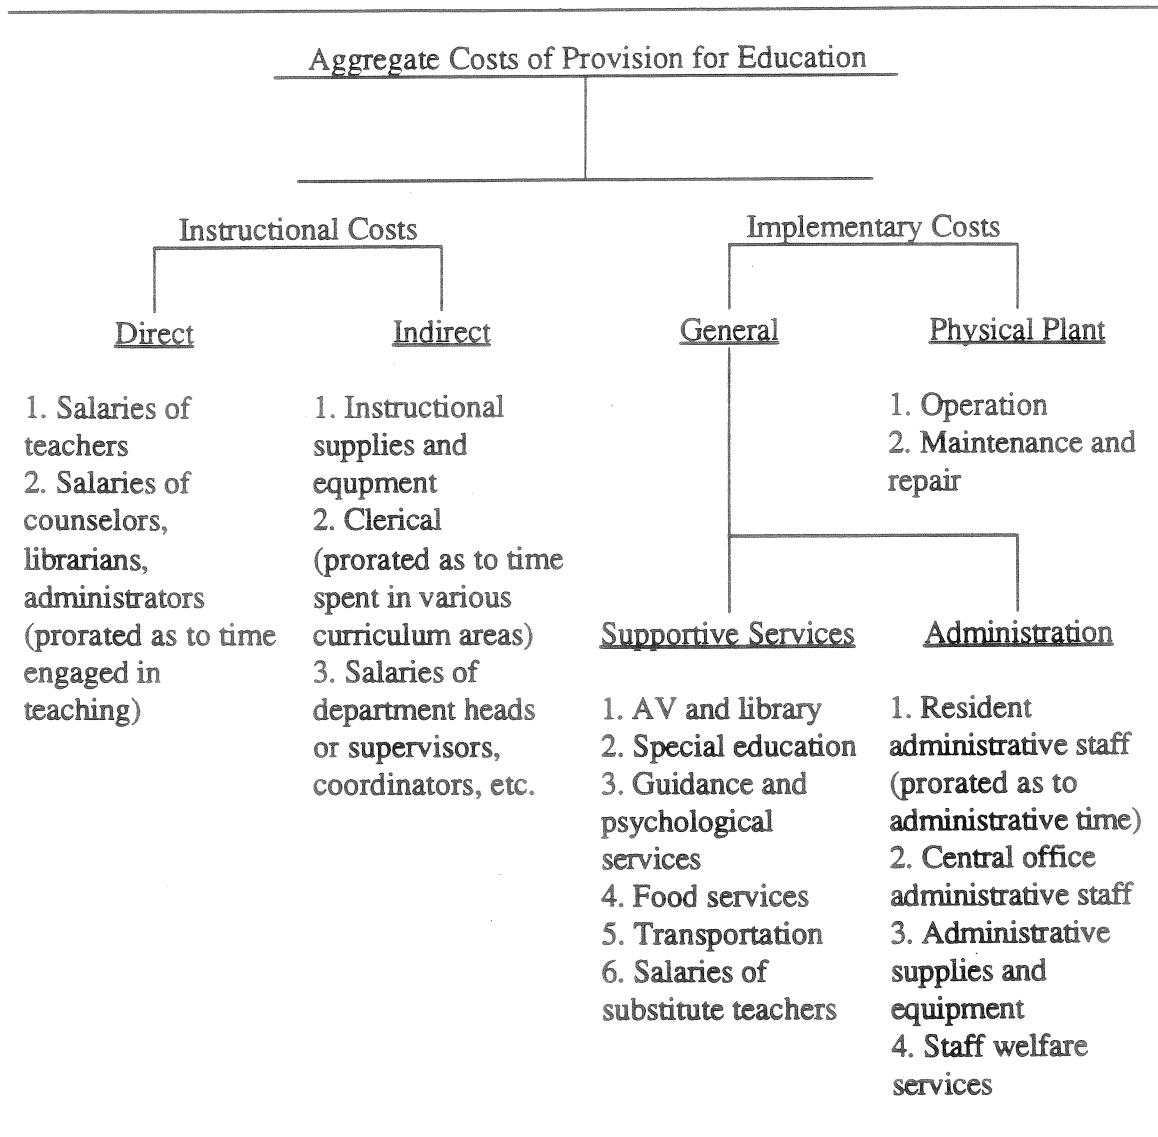 Aggregate Costs of Provision for Education
Instructional Costs
Implementary Costs
Direct
Indirect
General
Physical Plant
1. Salaries of
teachers
2. Salaries of
counselors,
librarians,
administrators
(prorated as to time
engaged in
teaching)
1. Instructional
supplies and
equpment
2. Clerical
(prorated as to time
spent in various
curriculum areas)
3. Salaries of
department heads
or supervisors,
coordinators, etc.
1. Operation
2. Maintenance and
repair
Supportive Services
Administration
1. AV and library
2. Special education
3. Guidance and
psychological
services
4. Food services
5. Transportation
6. Salaries of
substitute teachers
1. Resident
administrative staff
(prorated as to
administrative time)
2. Central office
administrative staff
3. Administrative
supplies and
equipment
4. Staff welfare
services